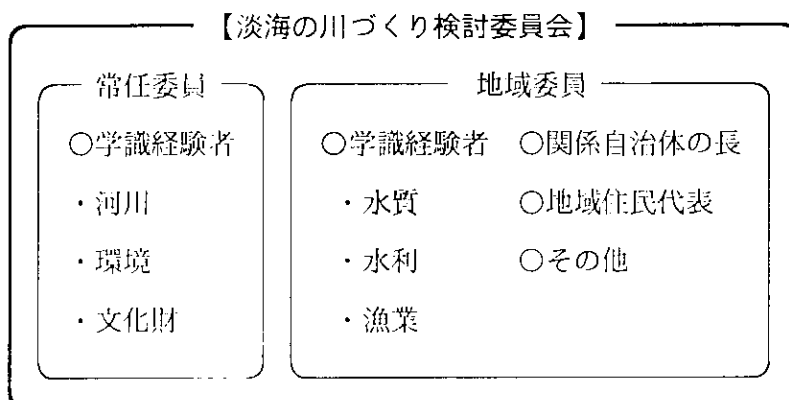 【淡海の川づくり検討委員会】
常任委員
○学識経験者
・河川
・環境
・文化財
地域委員
○学識経験者
・水質
・水利
・漁業
○関係自治体の長
○地域住民代表
○その他